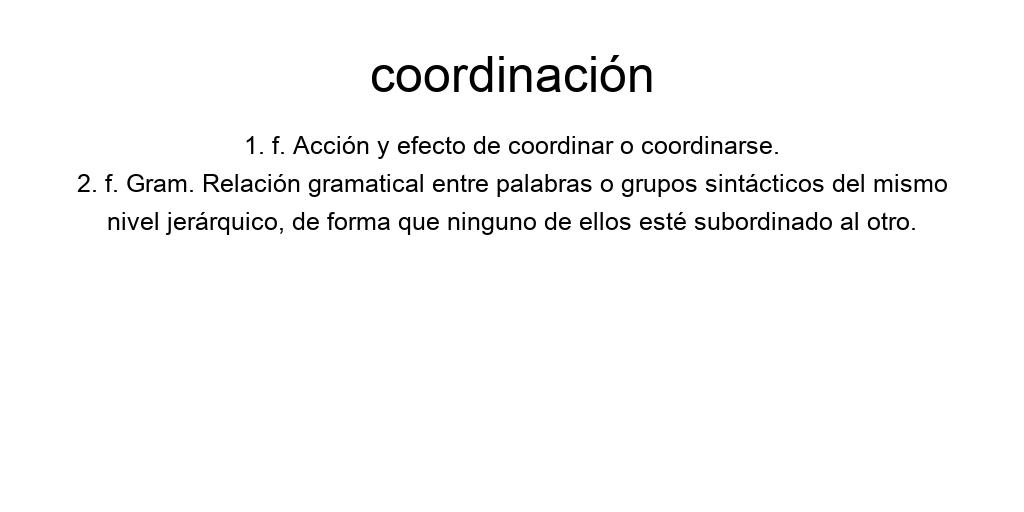 coordinación
1. f. Acción y efecto de coordinar o coordinarse.
2. f. Gram. Relación gramatical entre palabras o grupos sintácticos del mismo
nivel jerárquico, de forma que ninguno de ellos esté subordinado al otro.